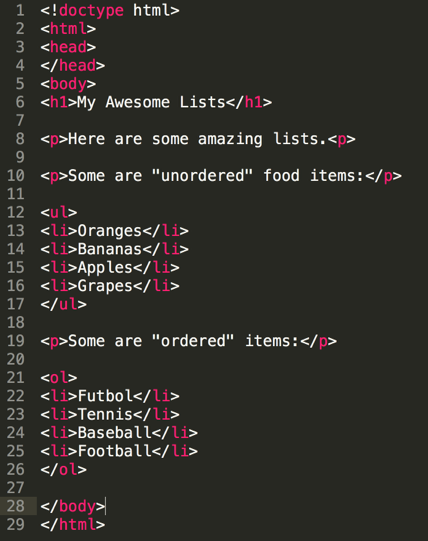 1 <!doctype html>
2 <html>
3 <head>
4 </head>
5 <body>
6 <h1>My Awesome Lists</h1>
7
8 <p>Here are some amazing lists.<p>
9
10 <p>Some are "unordered" food items:</p>
11
12 <ul>
13 <li>Oranges</li>
14 <li>Bananas</li>
15 <li>Apples</li>
16 <li>Grapes</li>
17 </ul>
18
19 <p>Some are "ordered" items:</p>
20
21 <ol>
22 <li>Futbol</li>
23 <li>Tennis</li>
24 <li>Baseball</li>
25 <li>Football</li>
26 </ol>
27
28 </body>
29 </html>